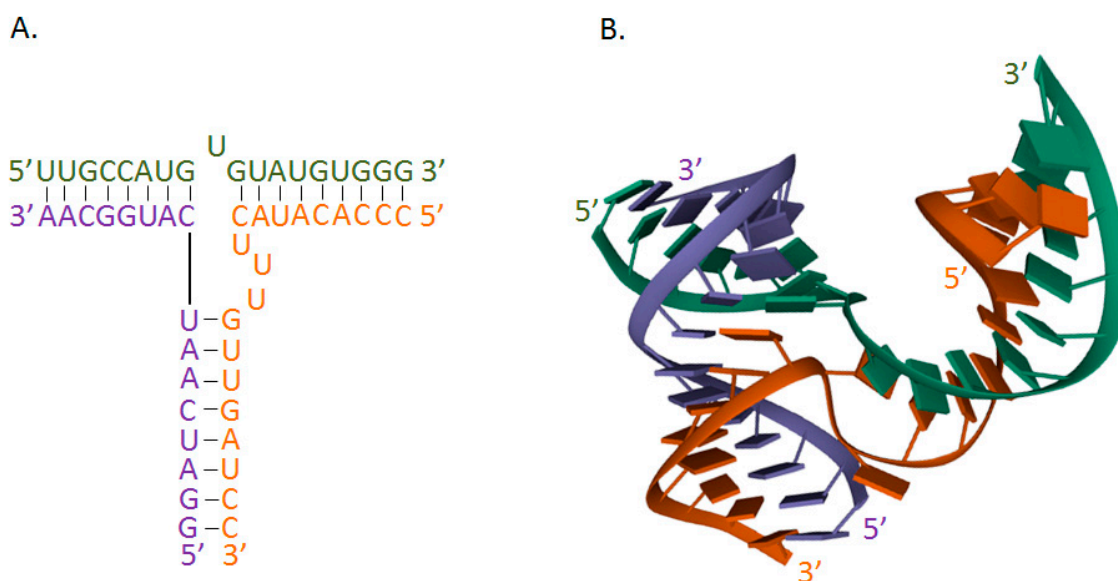 A.
B.
U
5'UUGCCAUG GUAUGUGGG 3'
3'AACGGUAC CAUACACCC 5'
U
U
U
U–G
A–U
A–U
C–G
U–A
A–U
G–C
G–C
5' 3'
3'
3'
5'
5'
5'
3'